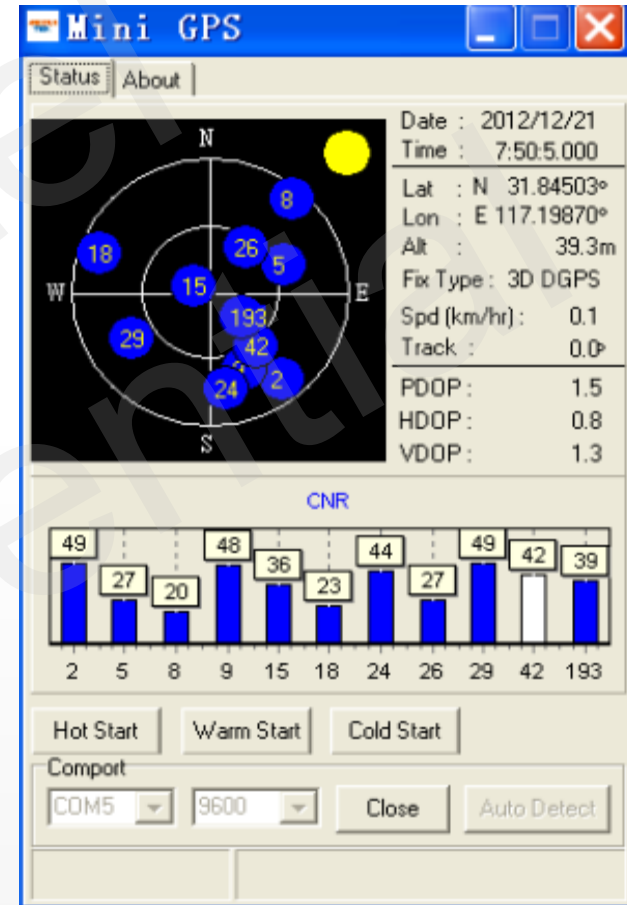 Mini GPS
Status About
N
W
E
S
8
18
26
5
15
193
29
42
24
2
Date : 2012/12/21
Time : 7:50:5.000
Lat : N 31.84503°
Lon : E 117.19870°
Alt : 39.3m
Fix Type : 3D DGPS
Spd (km/hr) : 0.1
Track : 0.0°
PDOP : 1.5
HDOP : 0.8
VDOP : 1.3
CNR
49 27 20 48 36 23 44 27 49 42 39
2 5 8 9 15 18 24 26 29 42 193
Hot Start Warm Start Cold Start
Comport
COM5 9600 Close Auto Detect